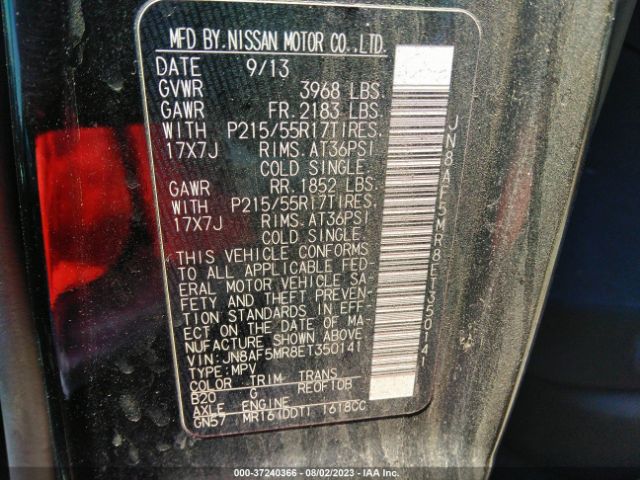 MFD BY.NISSAN MOTOR CO.,LTD.
DATE 9/13
GVWR 3968 LBS.
GAWR FR.2183 LBS.
WITH P215/55R17TIRES.
17X7J RIMS.AT36PSI
COLD SINGLE.
GAWR RR.1852 LBS.
WITH P215/55R17TIRES.
17X7J RIMS.AT36PSI
COLD SINGLE.
THIS VEHICLE CONFORMS
TO ALL APPLICABLE FED-
ERAL MOTOR VEHICLE SA-
FETY AND THEFT PREVEN-
TION STANDARDS IN EFF-
ECT ON THE DATE OF MA-
NUFACTURE SHOWN ABOVE.
VIN:JN8AF5MR8ET350141
TYPE:MPV
COLOR TRIM TRANS
B20 G RE0F10B
AXLE ENGINE
GN57 MR16(DDT) 1618CC
JN8AF5MR8ET350141
000-37240366 - 08/02/2023 - IAA Inc.